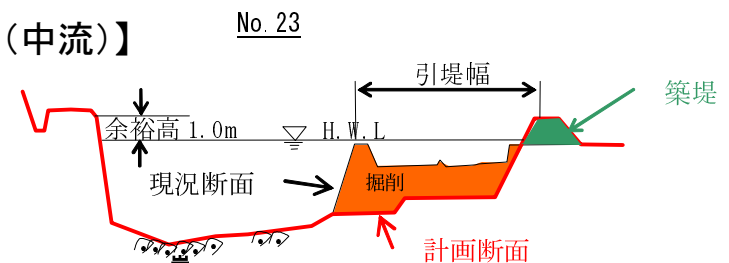 No.23
(中流)】
引堤幅
築堤
余裕高1.0m
H.W.L
現況断面
掘削
計画断面